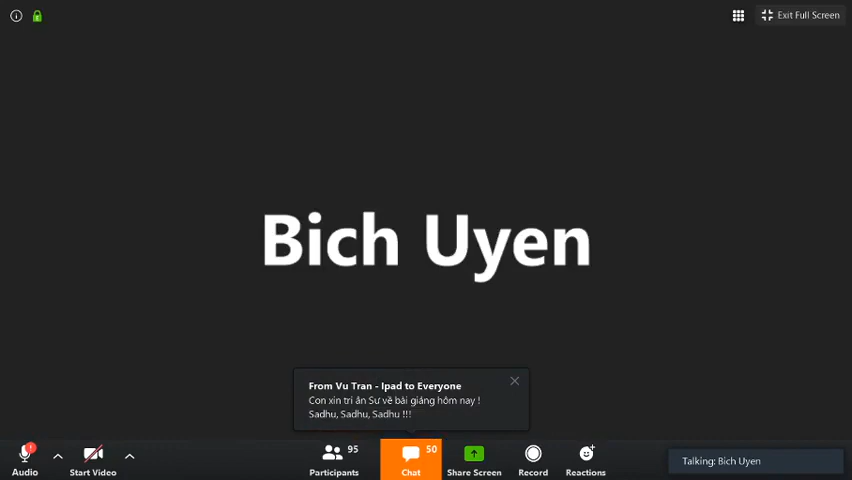 Exit Full Screen
Bich Uyen
From Vu Tran - Ipad to Everyone
Con xin tri ân Sư về bài giảng hôm nay !
Sadhu, Sadhu, Sadhu !!!
Audio
Start Video
95
Participants
50
Chat
Share Screen
Record
Reactions
Talking: Bich Uyen